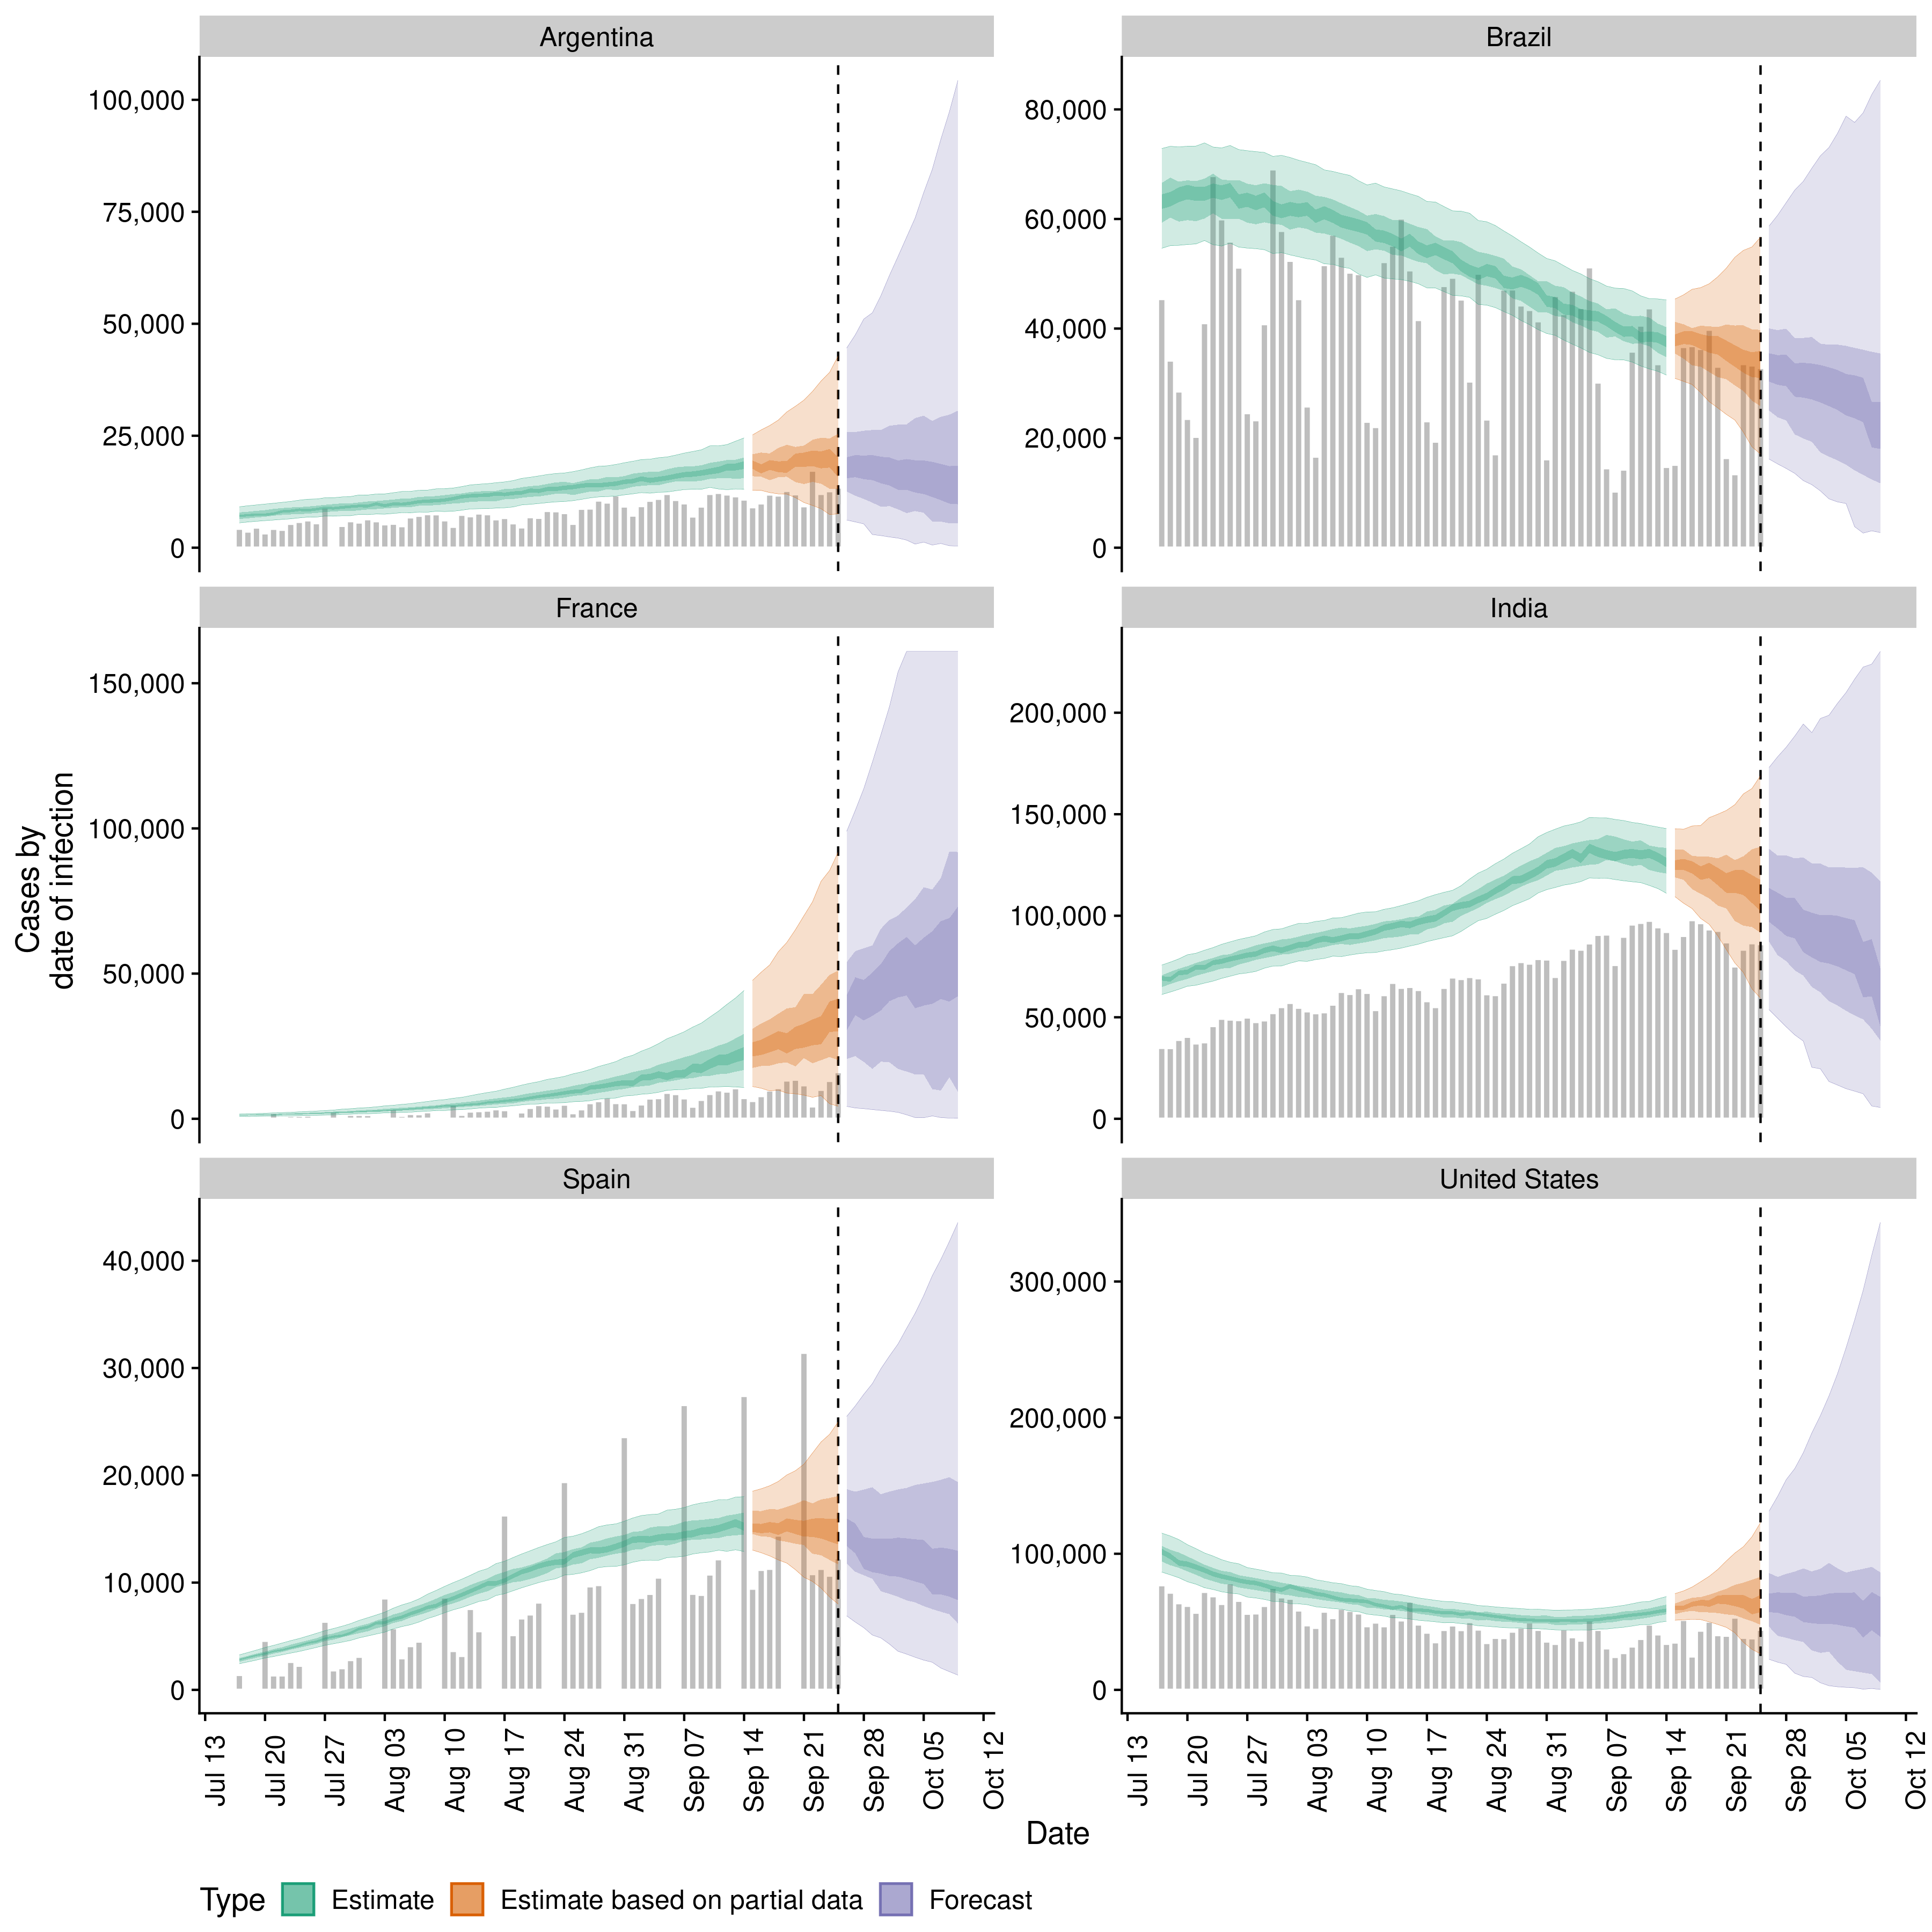 Argentina
Brazil
100,000
75,000
50,000
25,000
0
80,000
60,000
40,000
20,000
0
France
India
150,000
100,000
50,000
0
200,000
150,000
100,000
50,000
0
Cases by
date of infection
Spain
United States
40,000
30,000
20,000
10,000
0
300,000
200,000
100,000
0
Jul 13
Jul 20
Jul 27
Aug 03
Aug 10
Aug 17
Aug 24
Aug 31
Sep 07
Sep 14
Sep 21
Sep 28
Oct 05
Oct 12
Jul 13
Jul 20
Jul 27
Aug 03
Aug 10
Aug 17
Aug 24
Aug 31
Sep 07
Sep 14
Sep 21
Sep 28
Oct 05
Oct 12
Date
Type Estimate Estimate based on partial data Forecast